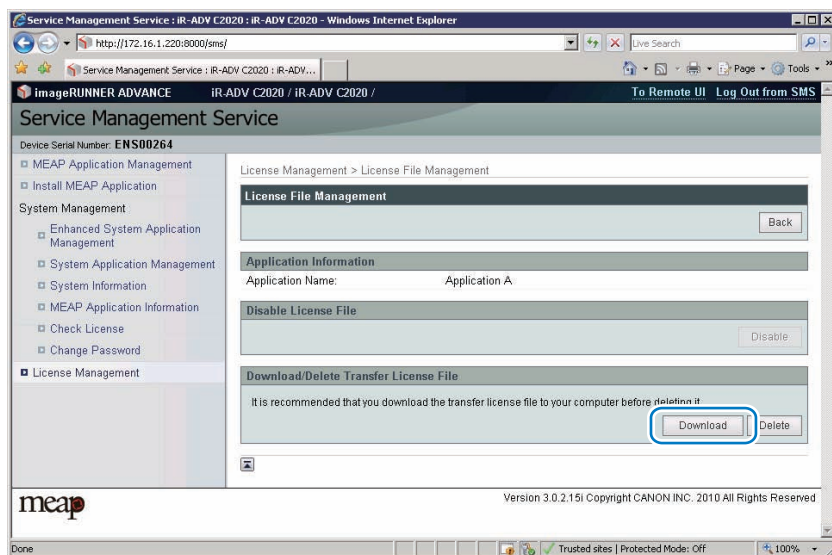 Service Management Service : iR-ADV C2020 : iR-ADV C2020 - Windows Internet Explorer
http://172.16.1.220:8000/sms/
Live Search
Service Management Service : iR-ADV C2020 : iR-ADV...
Page
Tools
imageRUNNER ADVANCE iR-ADV C2020 / iR-ADV C2020 / To Remote UI Log Out from SMS
Service Management Service
Device Serial Number: ENS00264
MEAP Application Management
Install MEAP Application
System Management
Enhanced System Application
Management
System Application Management
System Information
MEAP Application Information
Check License
Change Password
License Management
License Management > License File Management
License File Management
Back
Application Information
Application Name: Application A
Disable License File
Disable
Download/Delete Transfer License File
It is recommended that you download the transfer license file to your computer before deleting it.
Download Delete
meap
Version 3.0.2.15i Copyright CANON INC. 2010 All Rights Reserved
Done Trusted sites | Protected Mode: Off 100%